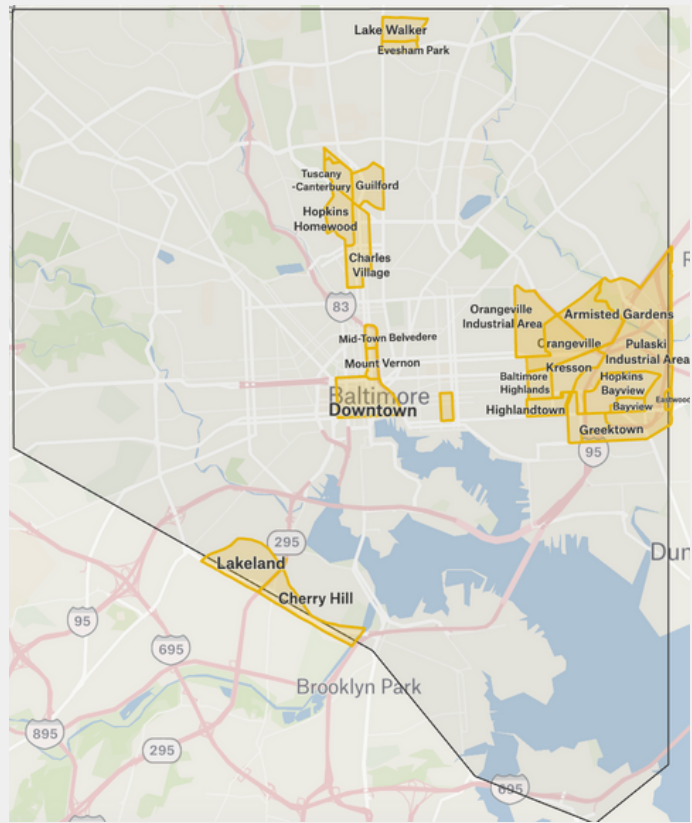 Lake Walker
Evesham Park
Tuscany
-Canterbury
Guilford
Hopkins
Homewood
Charles
Village
R
83
Orangeville
Industrial Area
Armisted Gardens
Mid-Town Belvedere
Orangeville
Pulaski
Industrial Area
Mount Vernon
Kresson
Baltimore
Highlands
Hopkins
Bayview
Baltimore
Downtown
Highlandtown
Bayview
Eastwood
Greektown
95
295
Dun
Lakeland
Cherry Hill
95
695
Brooklyn Park
895
295
695